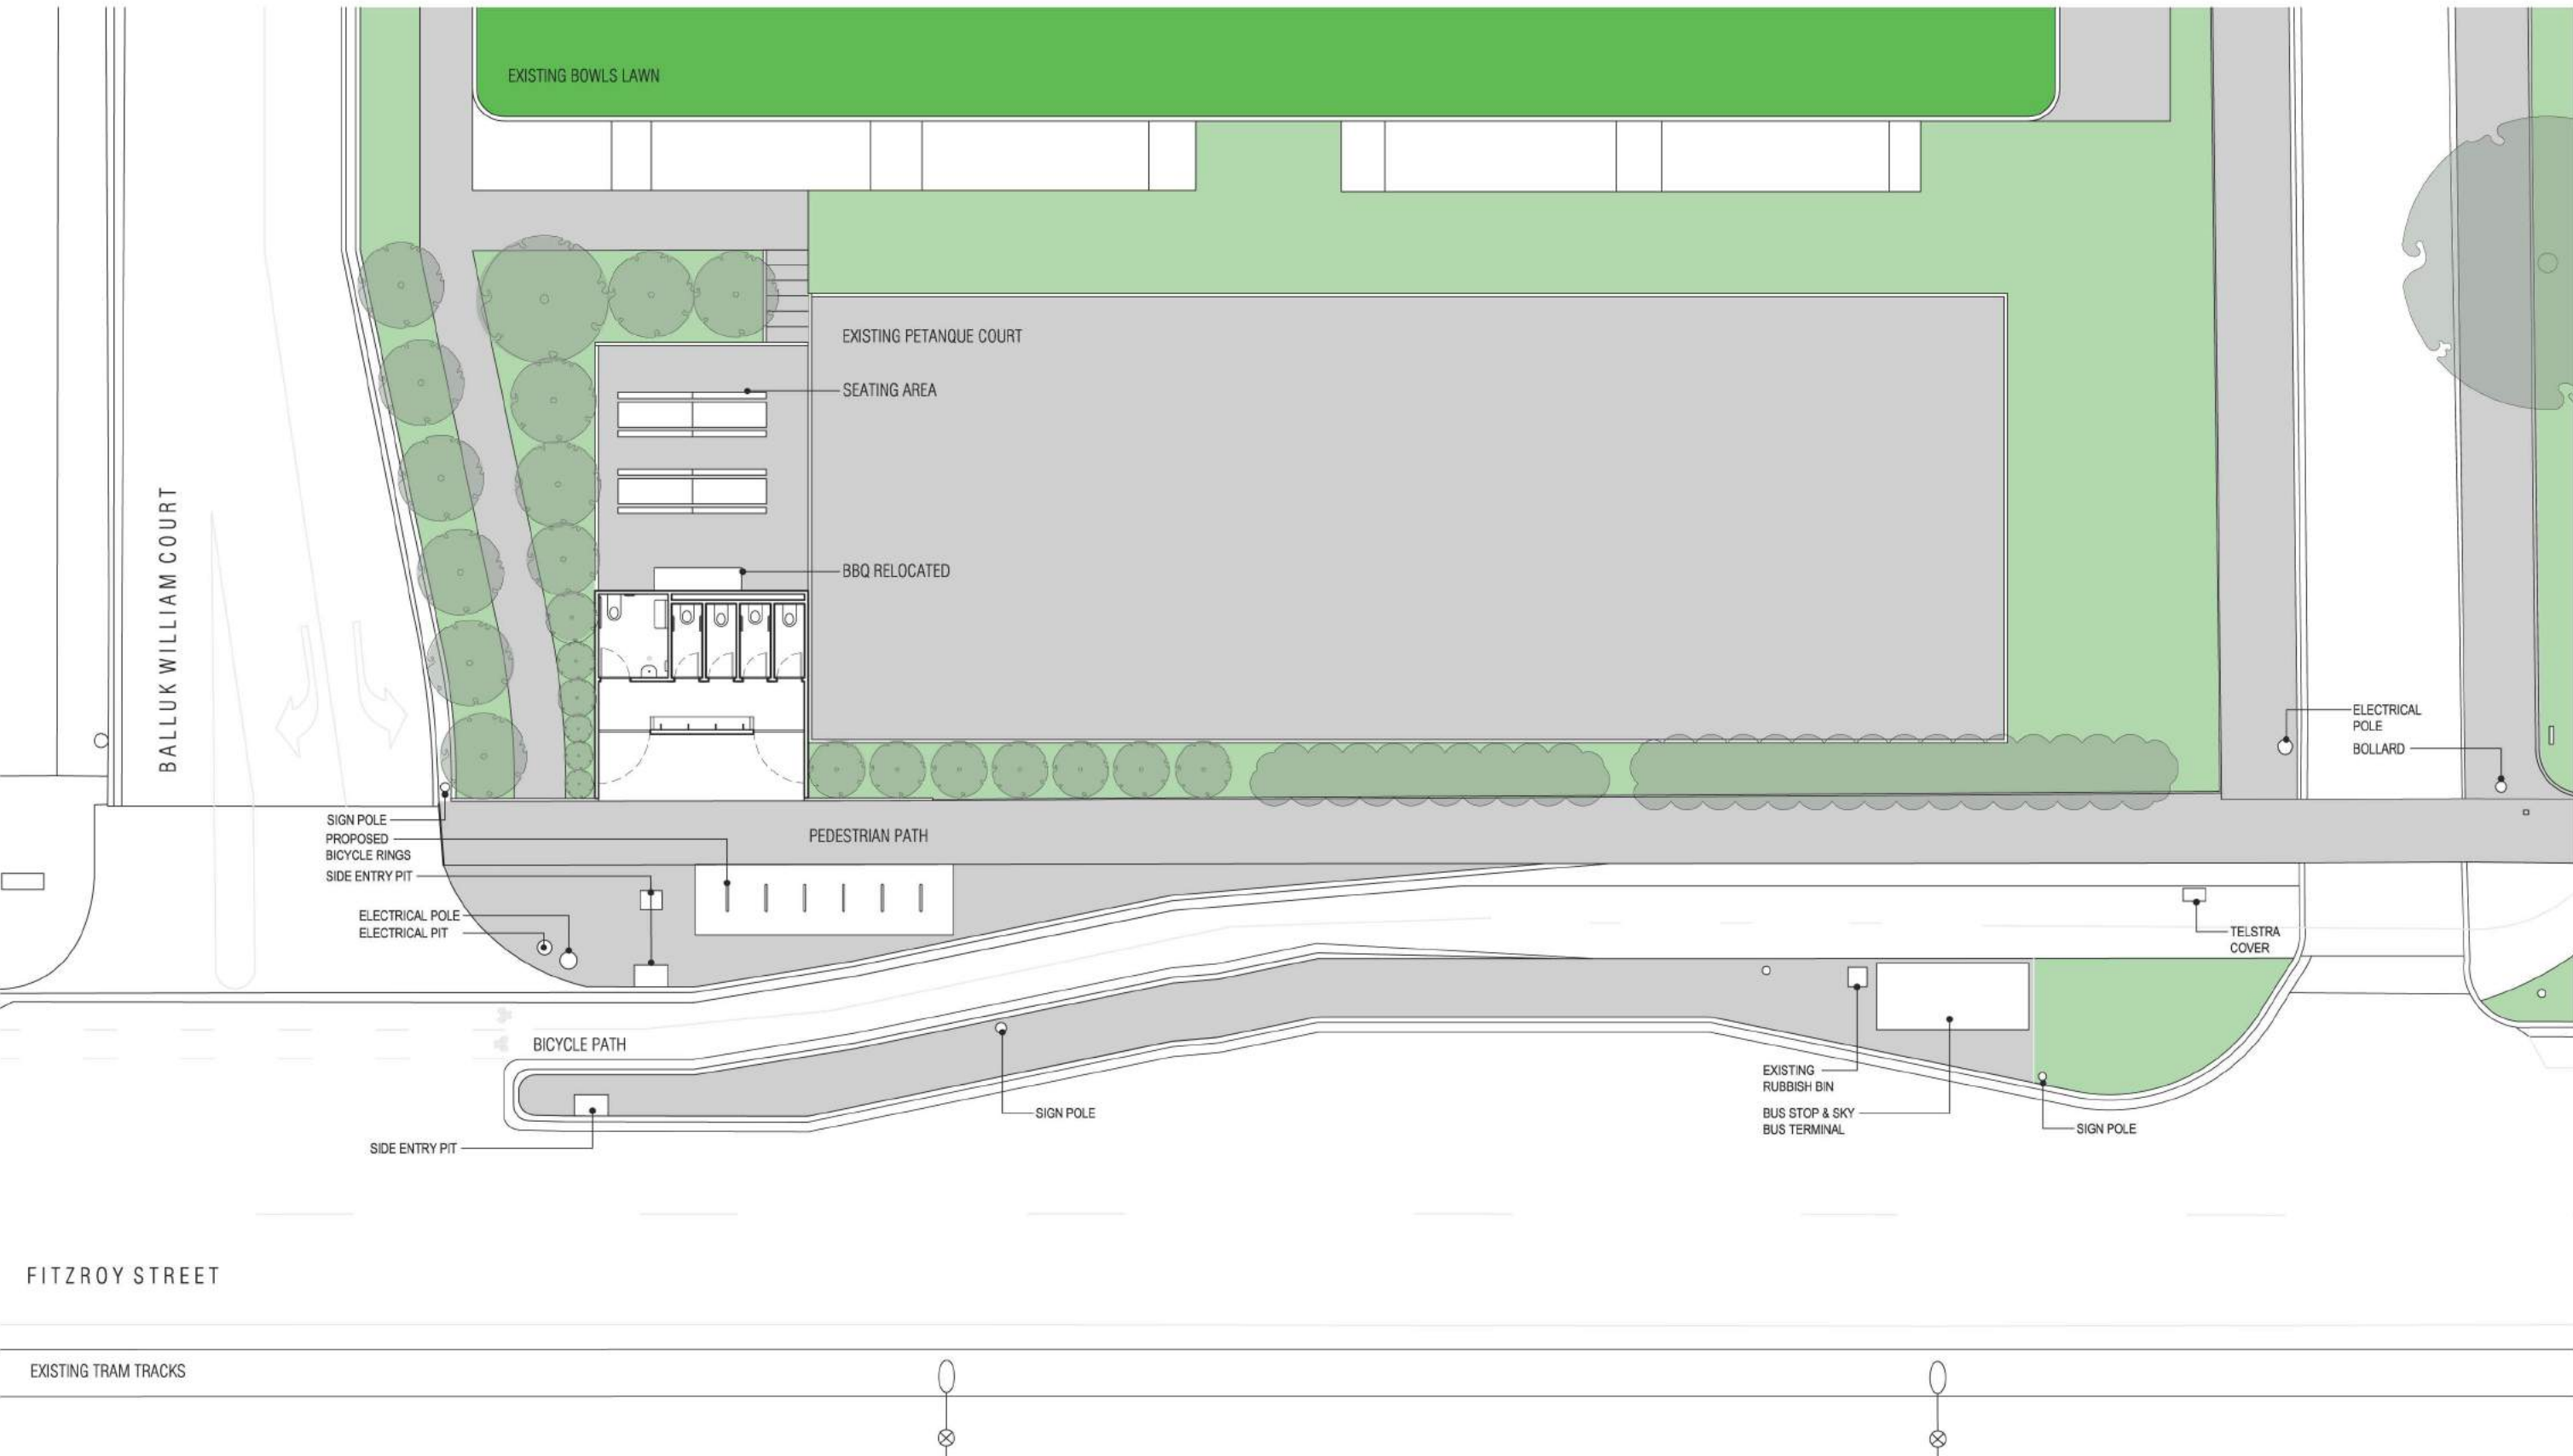 EXISTING BOWLS LAWN
EXISTING PETANQUE COURT
SEATING AREA
BALLUK WILLIAM COURT
BBQ RELOCATED
ELECTRICAL
POLE
BOLLARD
SIGN POLE
PROPOSED
BICYCLE RINGS
PEDESTRIAN PATH
SIDE ENTRY PIT
ELECTRICAL POLE
ELECTRICAL PIT
TELSTRA
COVER
BICYCLE PATH
EXISTING
RUBBISH BIN
SIGN POLE
BUS STOP & SKY
BUS TERMINAL
SIGN POLE
SIDE ENTRY PIT
FITZROY STREET
EXISTING TRAM TRACKS